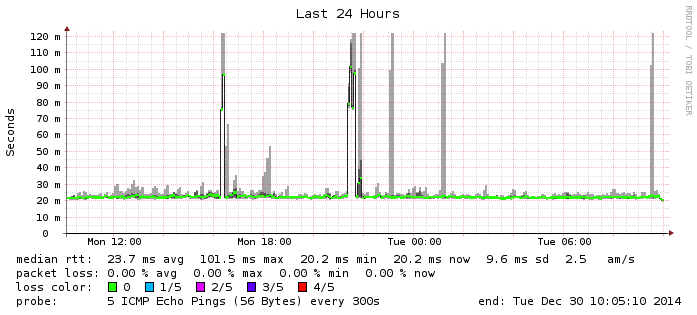 Last 24 Hours
RRDTOOL / TOBI OETIKER
Seconds
120 m
110 m
100 m
90 m
80 m
70 m
60 m
50 m
40 m
30 m
20 m
10 m
0
Mon 12:00 Mon 18:00 Tue 00:00 Tue 06:00
median rtt: 23.7 ms avg 101.5 ms max 20.2 ms min 20.2 ms now 9.6 ms sd 2.5 am/s
packet loss: 0.00 % avg 0.00 % max 0.00 % min 0.00 % now
loss color: 0 1/5 2/5 3/5 4/5
probe: 5 ICMP Echo Pings (56 Bytes) every 300s end: Tue Dec 30 10:05:10 2014